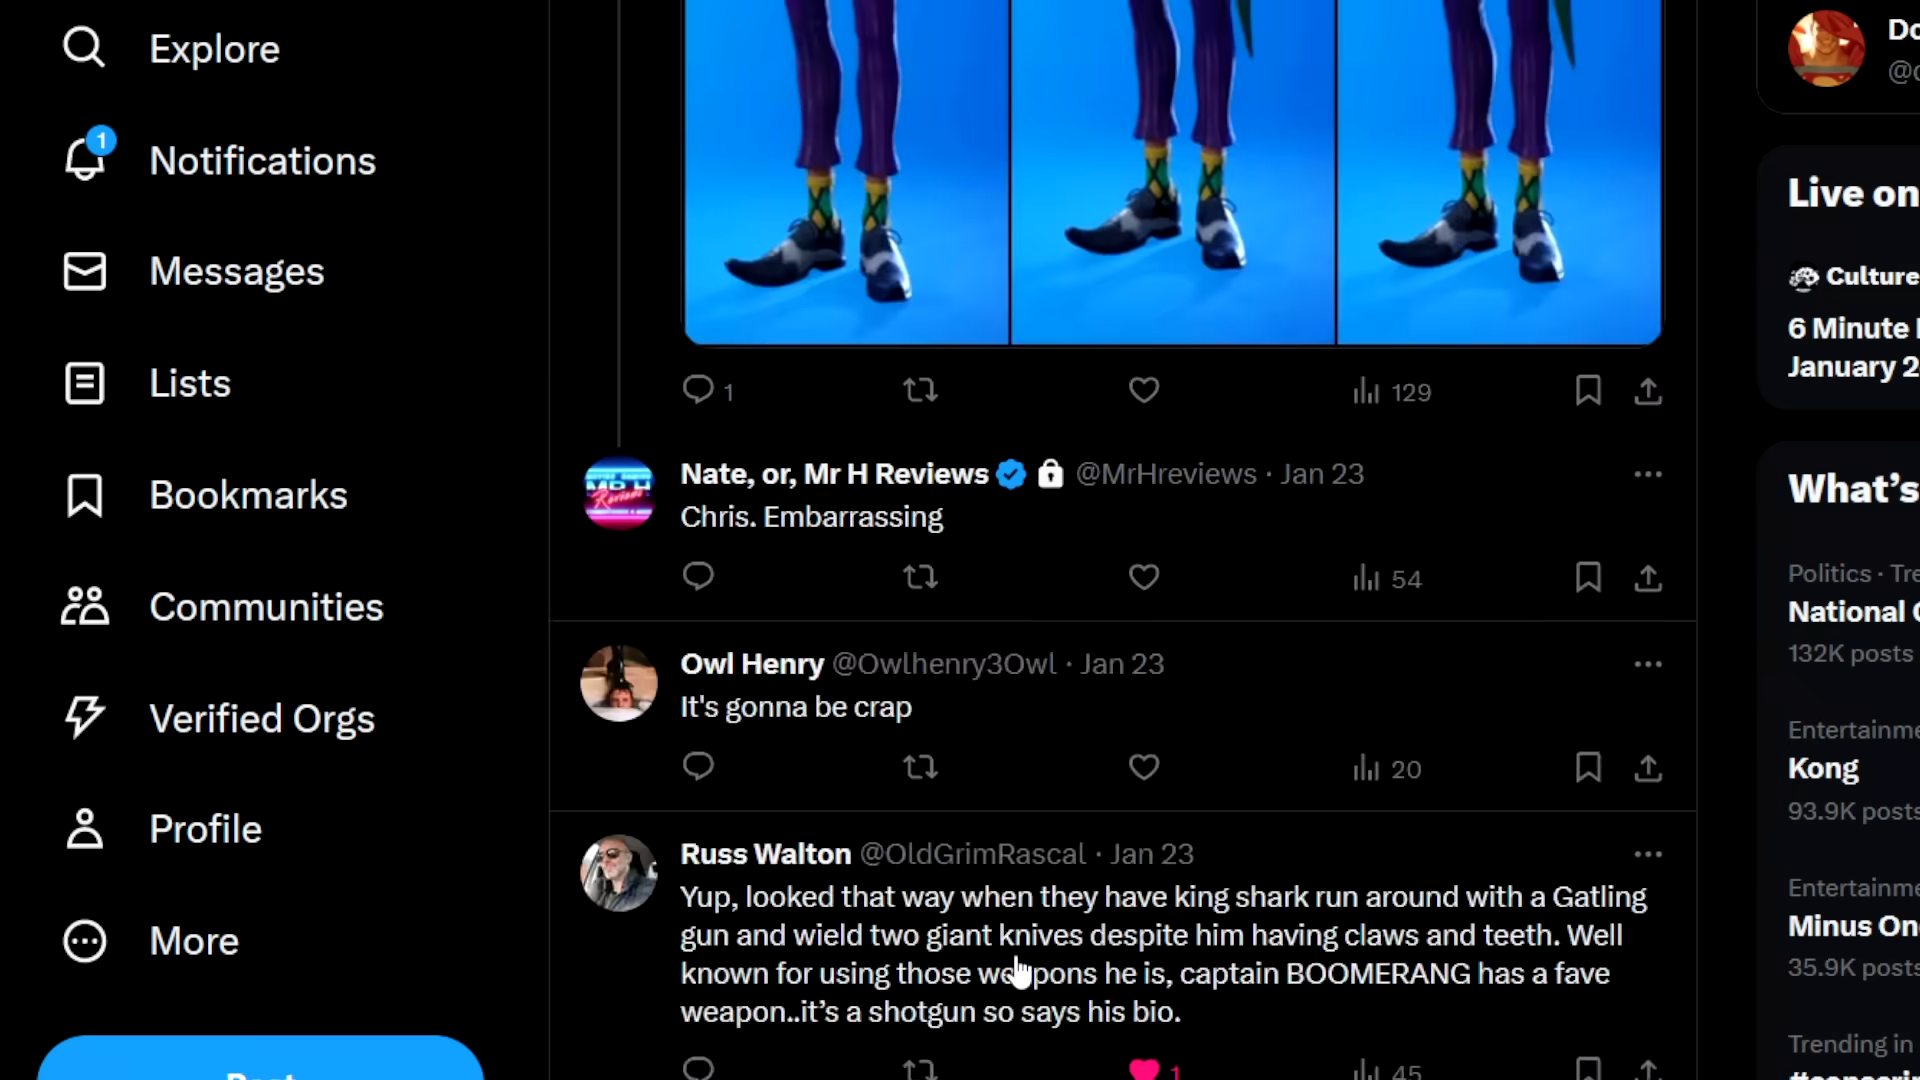 Explore
1
Notifications
Messages
Lists
Bookmarks
Communities
Verified Orgs
Profile
More
1
129
Nate, or, Mr H Reviews @MrHreviews · Jan 23
Chris. Embarrassing
54
Owl Henry @Owlhenry3Owl · Jan 23
It's gonna be crap
20
Russ Walton @OldGrimRascal · Jan 23
Yup, looked that way when they have king shark run around with a Gatling
gun and wield two giant knives despite him having claws and teeth. Well
known for using those weapons he is, captain BOOMERANG has a fave
weapon..it’s a shotgun so says his bio.
1
45
Live on
Culture
6 Minute
January 2
What’s
Politics · Tre
National
132K posts
Entertainme
Kong
93.9K posts
Entertainme
Minus On
35.9K posts
Trending in